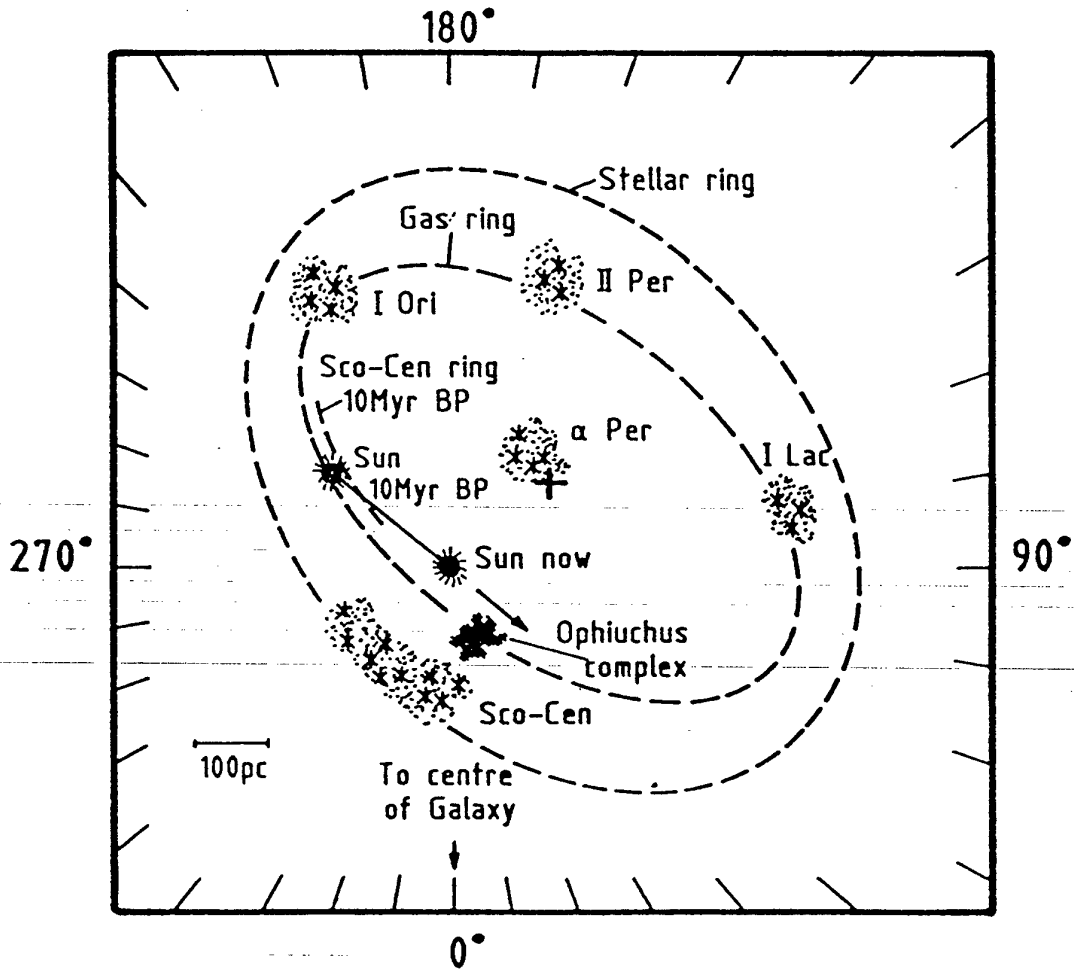 180°
Stellar ring
Gas ring
II Per
I Ori
Sco-Cen ring
10Myr BP
α Per
I Lac
Sun
10Myr BP
270°
Sun now
90°
Ophiuchus
complex
Sco-Cen
100pc
To centre
of Galaxy
0°